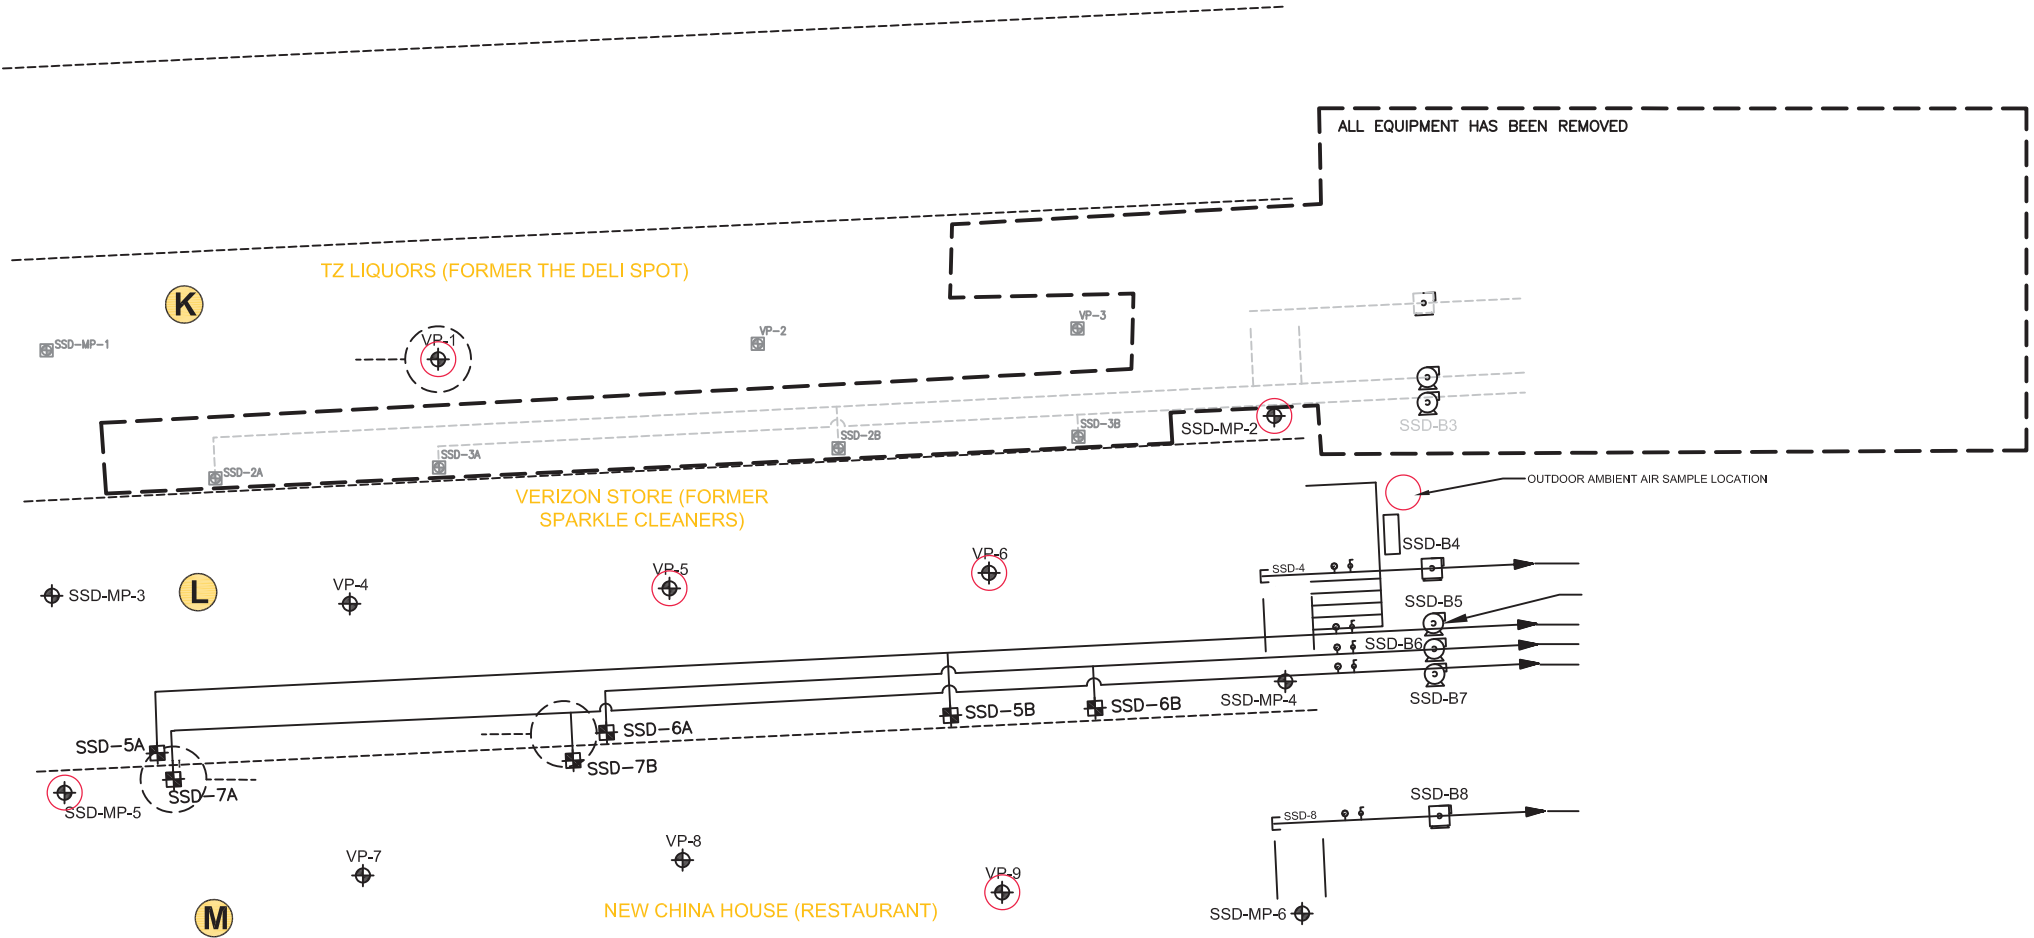 ALL EQUIPMENT HAS BEEN REMOVED
TZ LIQUORS (FORMER THE DELI SPOT)
K
SSD-MP-1
VP-1
VP-2
VP-3
SSD-MP-2
SSD-B3
SSD-2A
SSD-3A
SSD-2B
SSD-3B
VERIZON STORE (FORMER
SPARKLE CLEANERS)
OUTDOOR AMBIENT AIR SAMPLE LOCATION
SSD-B4
SSD-4
VP-6
VP-5
VP-4
L
SSD-MP-3
SSD-B5
SSD-B6
SSD-B7
SSD-MP-4
SSD-5B
SSD-6B
SSD-6A
SSD-5A
SSD-7B
SSD-7A
SSD-MP-5
SSD-B8
SSD-8
VP-8
VP-7
VP-9
M
NEW CHINA HOUSE (RESTAURANT)
SSD-MP-6